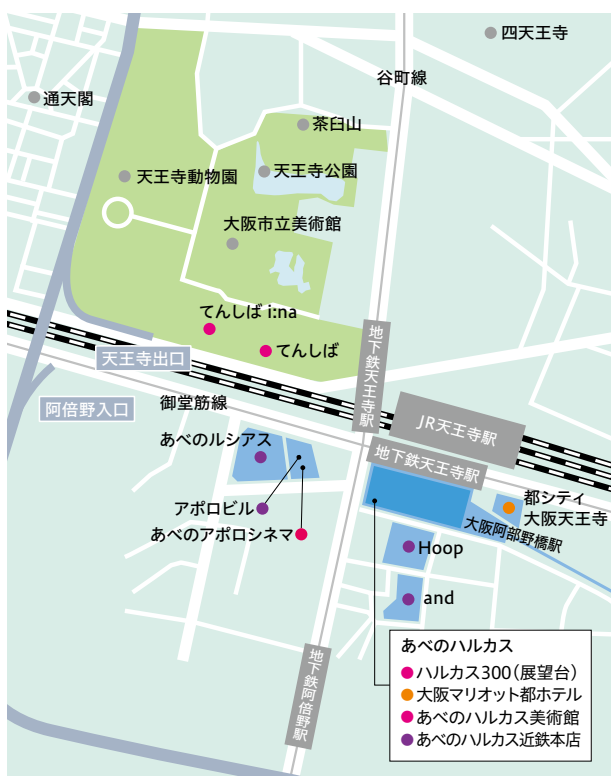 四天王寺
谷町線
通天閣
茶臼山
天王寺動物園
天王寺公園
大阪市立美術館
てんしば i:na
てんしば
天王寺出口
地下鉄天王寺駅
阿倍野入口
御堂筋線
JR天王寺駅
あべのルシアス
地下鉄天王寺駅
アポロビル
あべのアポロシネマ
都シティ
大阪天王寺
大阪阿部野橋駅
Hoop
and
地下鉄阿倍野駅
あべのハルカス
ハルカス300（展望台）
大阪マリオット都ホテル
あべのハルカス美術館
あべのハルカス近鉄本店